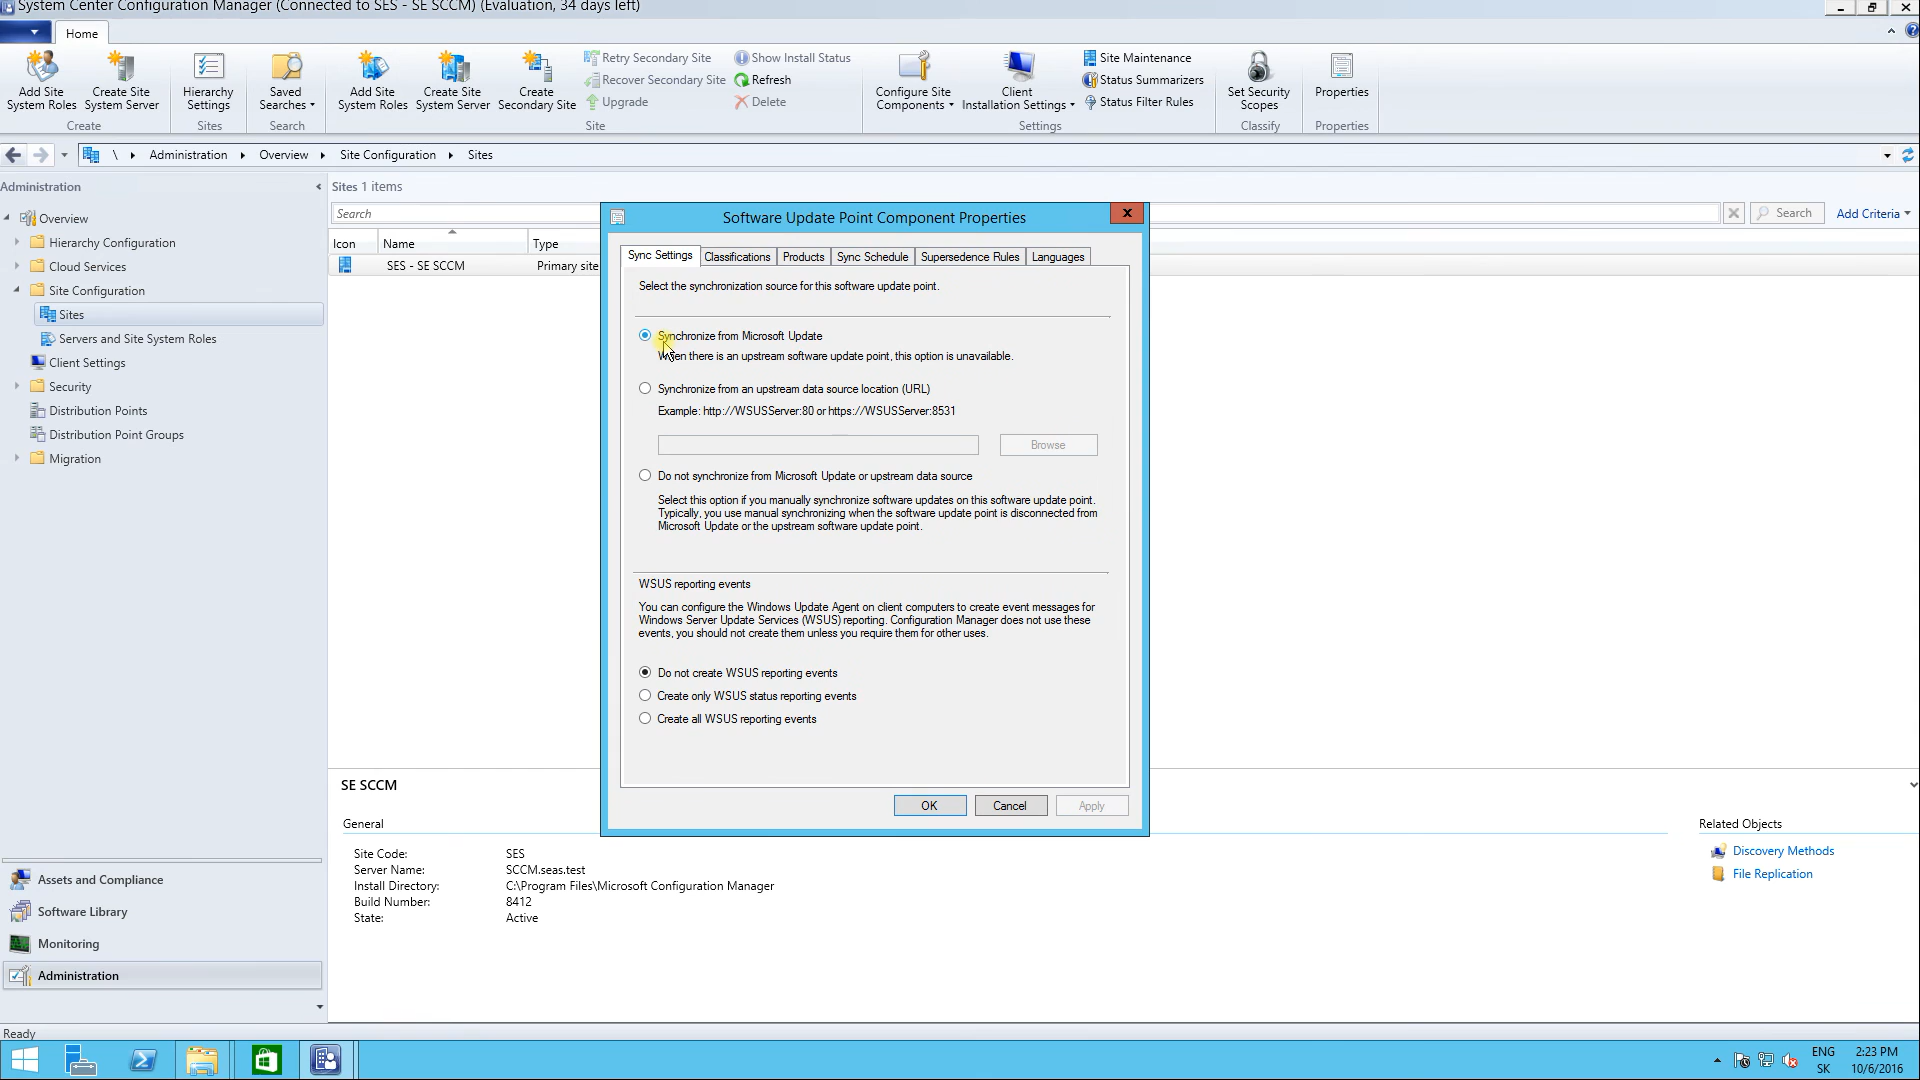 System Center Configuration Manager (Connected to SES - SE SCCM) (Evaluation, 34 days left)
Home
Add Site
System Roles
Create Site
System Server
Create
Hierarchy
Settings
Sites
Saved
Searches
Search
Add Site
System Roles
Create Site
System Server
Create
Secondary Site
Retry Secondary Site
Recover Secondary Site
Upgrade
Show Install Status
Refresh
Delete
Site
Configure Site
Components
Client
Installation Settings
Site Maintenance
Status Summarizers
Status Filter Rules
Settings
Set Security
Scopes
Classify
Properties
Properties
\ Administration Overview Site Configuration Sites
Administration
Overview
Hierarchy Configuration
Cloud Services
Site Configuration
Sites
Servers and Site System Roles
Client Settings
Security
Distribution Points
Distribution Point Groups
Migration
Assets and Compliance
Software Library
Monitoring
Administration
Sites 1 items
Search
Search
Add Criteria
Icon Name Type
SES - SE SCCM Primary site
Software Update Point Component Properties
Sync Settings Classifications Products Sync Schedule Supersedence Rules Languages
Select the synchronization source for this software update point.
Synchronize from Microsoft Update
When there is an upstream software update point, this option is unavailable.
Synchronize from an upstream data source location (URL)
Example: http://WSUSServer:80 or https://WSUSServer:8531
Browse
Do not synchronize from Microsoft Update or upstream data source
Select this option if you manually synchronize software updates on this software update point.
Typically, you use manual synchronizing when the software update point is disconnected from
Microsoft Update or the upstream software update point.
WSUS reporting events
You can configure the Windows Update Agent on client computers to create event messages for
Windows Server Update Services (WSUS) reporting. Configuration Manager does not use these
events, you should not create them unless you require them for other uses.
Do not create WSUS reporting events
Create only WSUS status reporting events
Create all WSUS reporting events
OK Cancel Apply
SE SCCM
General
Site Code: SES
Server Name: SCCM.seas.test
Install Directory: C:\Program Files\Microsoft Configuration Manager
Build Number: 8412
State: Active
Related Objects
Discovery Methods
File Replication
Ready
ENG
SK
2:23 PM
10/6/2016